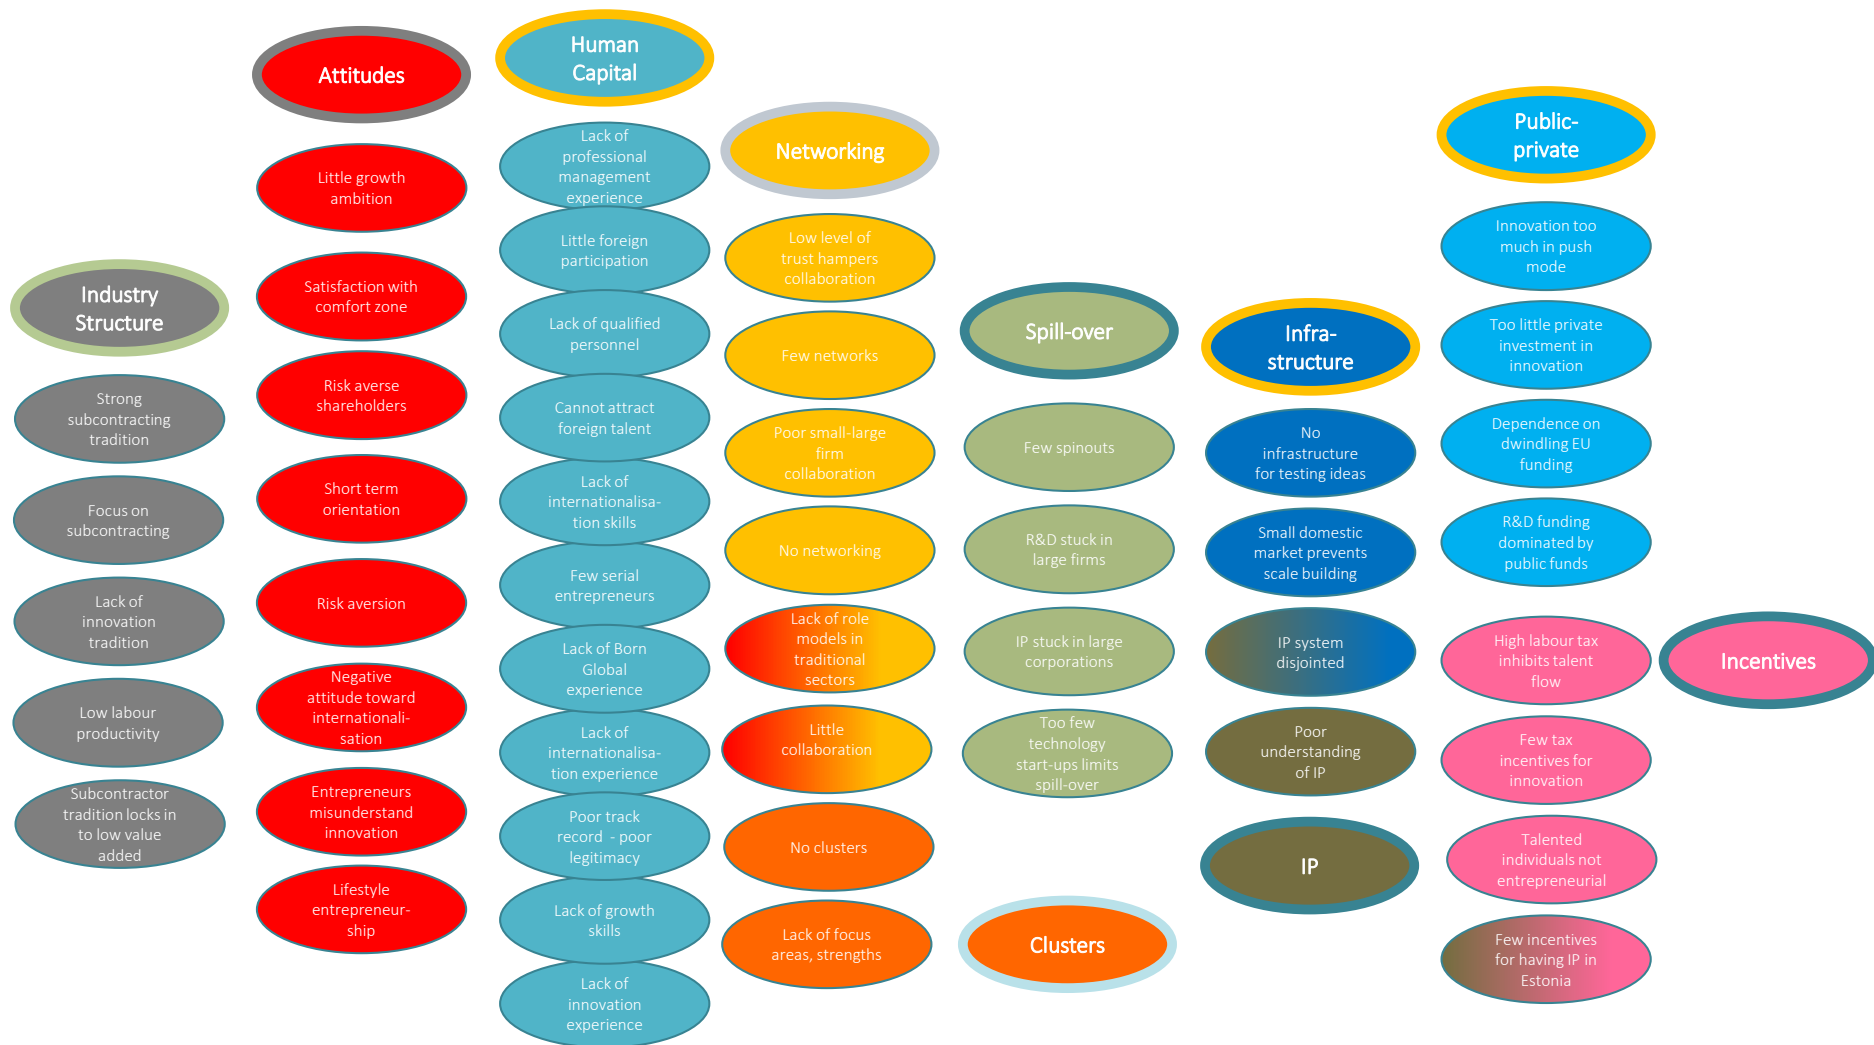 Industry
Structure
Strong
subcontracting
tradition
Focus on
subcontracting
Lack of
innovation
tradition
Low labour
productivity
Subcontractor
tradition locks in
to low value
added
Attitudes
Little growth
ambition
Satisfaction with
comfort zone
Risk averse
shareholders
Short term
orientation
Risk aversion
Negative
attitude toward
internationali-
sation
Entrepreneurs
misunderstand
innovation
Lifestyle
entrepreneur-
ship
Human
Capital
Lack of
professional
management
experience
Little foreign
participation
Lack of qualified
personnel
Cannot attract
foreign talent
Lack of
internationalisa-
tion skills
Few serial
entrepreneurs
Lack of Born
Global
experience
Lack of
internationalisa-
tion experience
Poor track
record - poor
legitimacy
Lack of growth
skills
Lack of
innovation
experience
Networking
Low level of
trust hampers
collaboration
Few networks
Poor small-large
firm
collaboration
No networking
Lack of role
models in
traditional
sectors
Little
collaboration
No clusters
Lack of focus
areas, strengths
Spill-over
Few spinouts
R&D stuck in
large firms
IP stuck in large
corporations
Too few
technology
start-ups limits
spill-over
Clusters
Infra-
structure
No
infrastructure
for testing ideas
Small domestic
market prevents
scale building
IP system
disjointed
Poor
understanding
of IP
IP
Public-
private
Innovation too
much in push
mode
Too little private
investment in
innovation
Dependence on
dwindling EU
funding
R&D funding
dominated by
public funds
High labour tax
inhibits talent
flow
Few tax
incentives for
innovation
Talented
individuals not
entrepreneurial
Few incentives
for having IP in
Estonia
Incentives